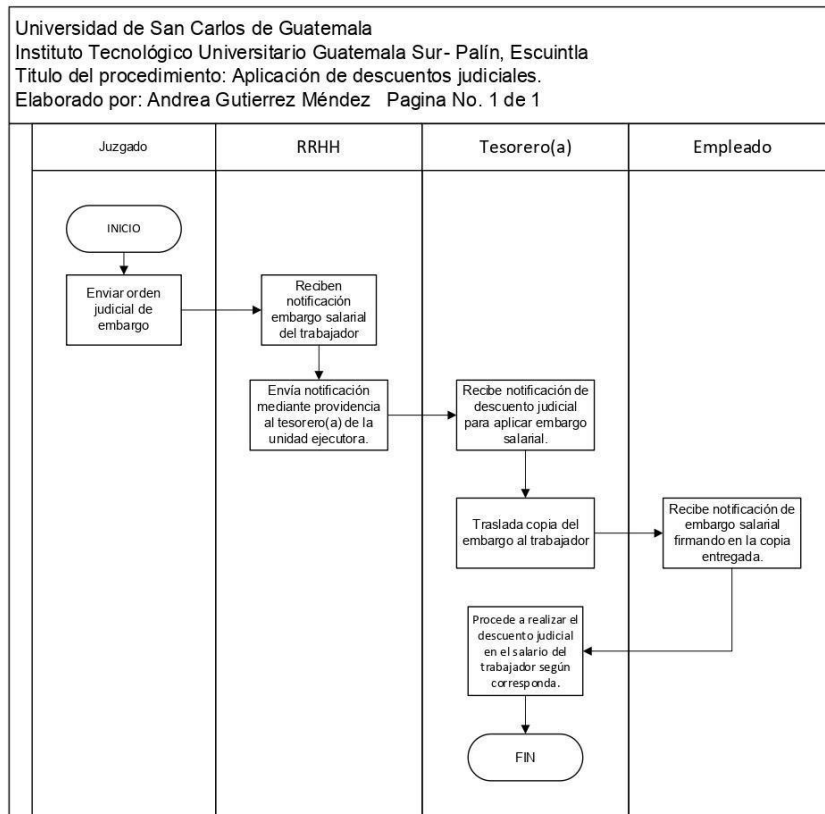 Universidad de San Carlos de Guatemala
Instituto Tecnológico Universitario Guatemala Sur- Palín, Escuintla
Titulo del procedimiento: Aplicación de descuentos judiciales.
Elaborado por: Andrea Gutierrez Méndez Pagina No. 1 de 1
Juzgado
RRHH
Tesorero(a)
Empleado
INICIO
Enviar orden
judicial de
embargo
Reciben
notificación
embargo salarial
del trabajador
Envía notificación
mediante providencia
al tesorero(a) de la
unidad ejecutora.
Recibe notificación de
descuento judicial
para aplicar embargo
salarial.
Traslada copia del
embargo al trabajador
Recibe notificación de
embargo salarial
firmando en la copia
entregada.
Procede a realizar el
descuento judicial
en el salario del
trabajador según
corresponda.
FIN